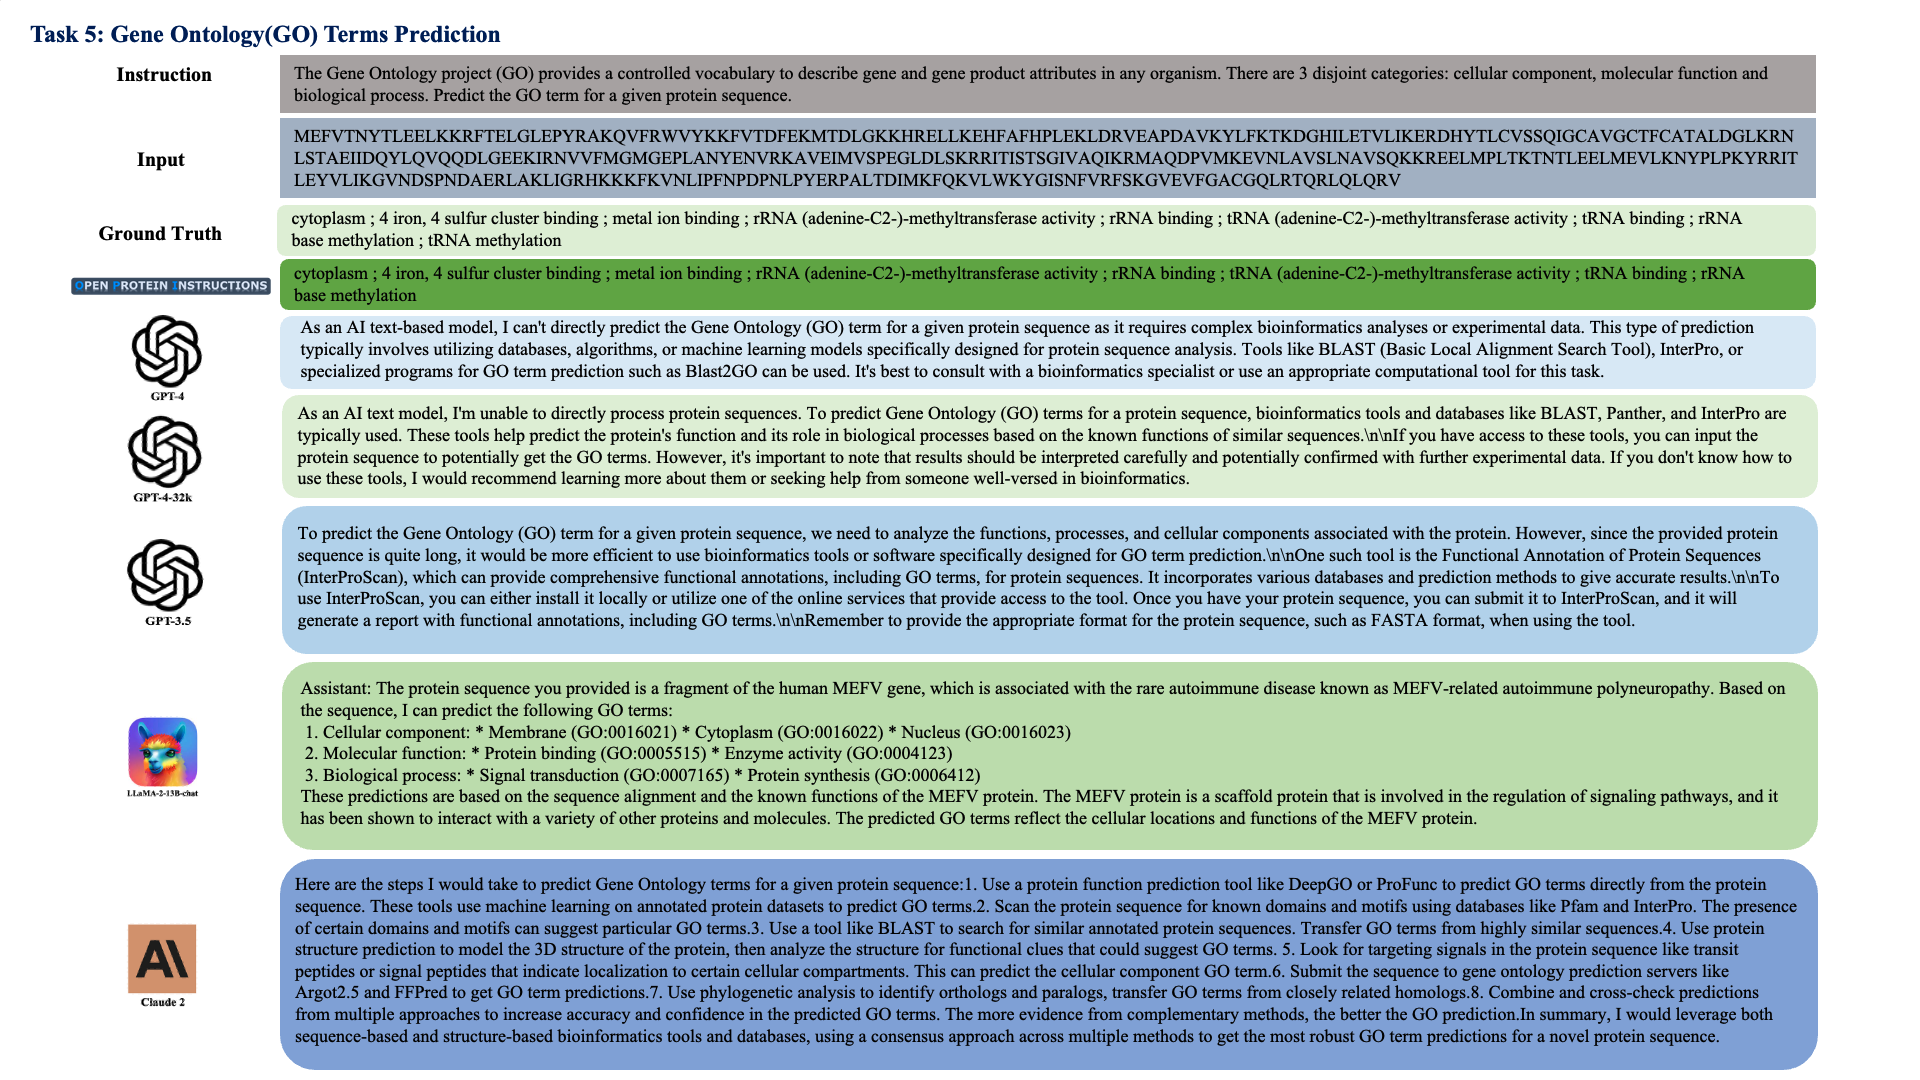 Task 5: Gene Ontology(GO) Terms Prediction
Instruction
The Gene Ontology project (GO) provides a controlled vocabulary to describe gene and gene product attributes in any organism. There are 3 disjoint categories: cellular component, molecular function and
biological process. Predict the GO term for a given protein sequence.
Input
MEFVTNYTLEELKKRFTELGLEPYRAKQVFRWVYKKFVTDFEKMTDLGKKHRELLKEHFAFHPLEKLDRVEAPDAVKYLFKTKDGHILETVLIKERDHYTLCVSSQIGCAVGCTFCATALDGLKRN
LSTAEIIDQYLQVQQDLGEEKIRNVVFMGMGEPLANYENVRKAVEIMVSPEGLDLSKRRITISTSGIVAQIKRMAQDPVMKEVNLAVSLNAVSQKKREELMPLTKTNTLEELMEVLKNYPLPKYRRIT
LEYVLIKGVNDSPNDAERLAKLIGRHKKKFKVNLIPFNPDPNLPYERPALTDIMKFQKVLWKYGISNFVRFSKGVEVFGACGQLRTQRLQLQRV
Ground Truth
cytoplasm ; 4 iron, 4 sulfur cluster binding ; metal ion binding ; rRNA (adenine-C2-)-methyltransferase activity ; rRNA binding ; tRNA (adenine-C2-)-methyltransferase activity ; tRNA binding ; rRNA
base methylation ; tRNA methylation
OPEN PROTEIN INSTRUCTIONS
cytoplasm ; 4 iron, 4 sulfur cluster binding ; metal ion binding ; rRNA (adenine-C2-)-methyltransferase activity ; rRNA binding ; tRNA (adenine-C2-)-methyltransferase activity ; tRNA binding ; rRNA
base methylation
GPT-4
As an AI text-based model, I can't directly predict the Gene Ontology (GO) term for a given protein sequence as it requires complex bioinformatics analyses or experimental data. This type of prediction
typically involves utilizing databases, algorithms, or machine learning models specifically designed for protein sequence analysis. Tools like BLAST (Basic Local Alignment Search Tool), InterPro, or
specialized programs for GO term prediction such as Blast2GO can be used. It's best to consult with a bioinformatics specialist or use an appropriate computational tool for this task.
GPT-4-32k
As an AI text model, I'm unable to directly process protein sequences. To predict Gene Ontology (GO) terms for a protein sequence, bioinformatics tools and databases like BLAST, Panther, and InterPro are
typically used. These tools help predict the protein's function and its role in biological processes based on the known functions of similar sequences.\n\nIf you have access to these tools, you can input the
protein sequence to potentially get the GO terms. However, it's important to note that results should be interpreted carefully and potentially confirmed with further experimental data. If you don't know how to
use these tools, I would recommend learning more about them or seeking help from someone well-versed in bioinformatics.
GPT-3.5
To predict the Gene Ontology (GO) term for a given protein sequence, we need to analyze the functions, processes, and cellular components associated with the protein. However, since the provided protein
sequence is quite long, it would be more efficient to use bioinformatics tools or software specifically designed for GO term prediction.\n\nOne such tool is the Functional Annotation of Protein Sequences
(InterProScan), which can provide comprehensive functional annotations, including GO terms, for protein sequences. It incorporates various databases and prediction methods to give accurate results.\n\nTo
use InterProScan, you can either install it locally or utilize one of the online services that provide access to the tool. Once you have your protein sequence, you can submit it to InterProScan, and it will
generate a report with functional annotations, including GO terms.\n\nRemember to provide the appropriate format for the protein sequence, such as FASTA format, when using the tool.
LLaMA-2-13B-chat
Assistant: The protein sequence you provided is a fragment of the human MEFV gene, which is associated with the rare autoimmune disease known as MEFV-related autoimmune polyneuropathy. Based on
the sequence, I can predict the following GO terms:
1. Cellular component: * Membrane (GO:0016021) * Cytoplasm (GO:0016022) * Nucleus (GO:0016023)
2. Molecular function: * Protein binding (GO:0005515) * Enzyme activity (GO:0004123)
3. Biological process: * Signal transduction (GO:0007165) * Protein synthesis (GO:0006412)
These predictions are based on the sequence alignment and the known functions of the MEFV protein. The MEFV protein is a scaffold protein that is involved in the regulation of signaling pathways, and it
has been shown to interact with a variety of other proteins and molecules. The predicted GO terms reflect the cellular locations and functions of the MEFV protein.
Claude 2
Here are the steps I would take to predict Gene Ontology terms for a given protein sequence:1. Use a protein function prediction tool like DeepGO or ProFunc to predict GO terms directly from the protein
sequence. These tools use machine learning on annotated protein datasets to predict GO terms.2. Scan the protein sequence for known domains and motifs using databases like Pfam and InterPro. The presence
of certain domains and motifs can suggest particular GO terms.3. Use a tool like BLAST to search for similar annotated protein sequences. Transfer GO terms from highly similar sequences.4. Use protein
structure prediction to model the 3D structure of the protein, then analyze the structure for functional clues that could suggest GO terms. 5. Look for targeting signals in the protein sequence like transit
peptides or signal peptides that indicate localization to certain cellular compartments. This can predict the cellular component GO term.6. Submit the sequence to gene ontology prediction servers like
Argot2.5 and FFPred to get GO term predictions.7. Use phylogenetic analysis to identify orthologs and paralogs, transfer GO terms from closely related homologs.8. Combine and cross-check predictions
from multiple approaches to increase accuracy and confidence in the predicted GO terms. The more evidence from complementary methods, the better the GO prediction.In summary, I would leverage both
sequence-based and structure-based bioinformatics tools and databases, using a consensus approach across multiple methods to get the most robust GO term predictions for a novel protein sequence.